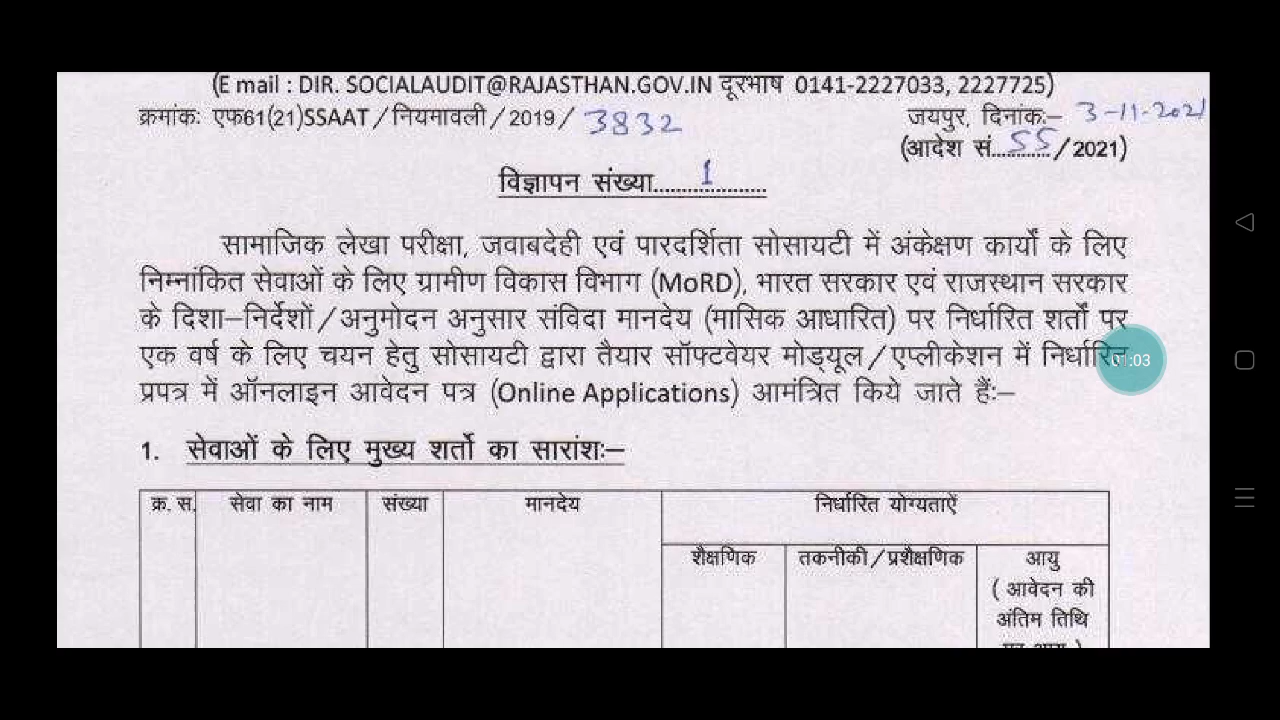 (E mail : DIR. SOCIALAUDIT@RAJASTHAN.GOV.IN दूरभाष 0141-2227033, 2227725)
क्रमांकः एफ61(21)SSAAT/नियमावली/2019/ 3832 जयपुर, दिनांकः– 3-11-2021
(आदेश सं...55.../2021)
विज्ञापन संख्या........1..........
सामाजिक लेखा परीक्षा, जवाबदेही एवं पारदर्शिता सोसायटी में अंकेक्षण कार्यों के लिए
निम्नांकित सेवाओं के लिए ग्रामीण विकास विभाग (MoRD), भारत सरकार एवं राजस्थान सरकार
के दिशा–निर्देशों/अनुमोदन अनुसार संविदा मानदेय (मासिक आधारित) पर निर्धारित शर्तों पर
एक वर्ष के लिए चयन हेतु सोसायटी द्वारा तैयार सॉफ्टवेयर मोड्यूल/एप्लीकेशन में निर्धारित
01:03
प्रपत्र में ऑनलाइन आवेदन पत्र (Online Applications) आमंत्रित किये जाते हैंः–
1. सेवाओं के लिए मुख्य शर्तो का सारांशः–
क्र. स. सेवा का नाम संख्या मानदेय निर्धारित योग्यताऐं
शैक्षणिक तकनीकी/प्रशैक्षणिक आयु
( आवेदन की
अंतिम तिथि